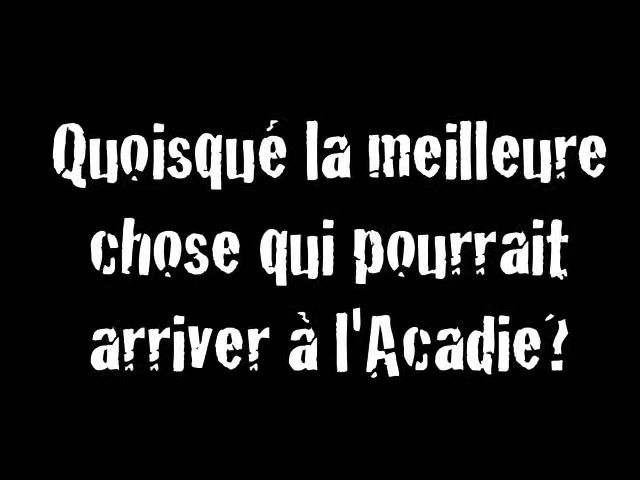 Quoisqué la meilleure
chose qui pourrait
arriver à l'Acadie?